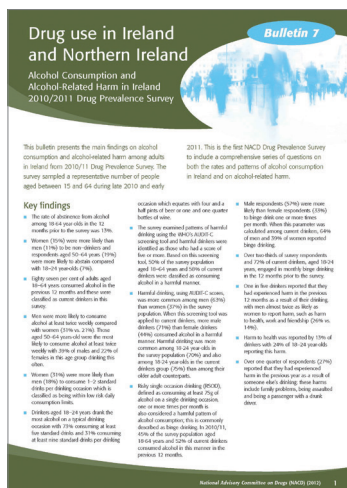 Drug use in Ireland
and Northern Ireland
Bulletin 7
Alcohol Consumption and
Alcohol-Related Harm in Ireland
2010/2011 Drug Prevalence Survey
This bulletin presents the main findings on alcohol
consumption and alcohol-related harm among adults
in Ireland from 2010/11 Drug Prevalence Survey. The
survey sampled a representative number of people
aged between 15 and 64 during late 2010 and early
2011. This is the first NACD Drug Prevalence Survey
to include a comprehensive series of questions on
both the rates and patterns of alcohol consumption
in Ireland and on alcohol-related harm.
Key findings
The rate of abstinence from alcohol
among 18-64 year olds in the 12
months prior to the survey was 13%.
Women (35%) were more likely than
men (31%) to be non-drinkers and
respondents aged 50-64 years (19%)
were more likely to abstain compared
with 18–24 year-olds (7%).
Eighty seven per cent of adults aged
18–64 years consumed alcohol in the
previous 12 months and these were
classified as current drinkers in this
survey.
Men were more likely to consume
alcohol at least twice weekly compared
with women (31% vs. 21%). Those
aged 50-64 years-old were the most
likely to consume alcohol at least twice
weekly with 39% of males and 22% of
females in this age group drinking this
often.
Women (31%) were more likely than
men (18%) to consume 1–2 standard
drinks per drinking occasion which is
classified as being within low risk daily
consumption limits.
Drinkers aged 18–24 years drank the
most alcohol on a typical drinking
occasion with 73% consuming at least
five standard drinks and 31% consuming
at least nine standard drinks per drinking
occasion which equates with four and a
half pints of beer or one and one quarter
bottles of wine.
The survey examined patterns of harmful
drinking using the WHO's AUDIT-C
screening tool and harmful drinkers were
identified as those who had a score of
five or more. Based on this screening
tool, 50% of the survey population
aged 18–64 years and 58% of current
drinkers were classified as consuming
alcohol in a harmful manner.
Harmful drinking, using AUDIT-C scores,
was more common among men (63%)
than women (37%) in the survey
population. When this screening tool was
applied to current drinkers, more male
drinkers (71%) than female drinkers
(44%) consumed alcohol in a harmful
manner. Harmful drinking was more
common among 18-24 year-olds in
the survey population (70%) and also
among 18-24 year-olds in the current
drinkers group (75%) than among their
older adult counterparts.
Risky single occasion drinking (RSOD),
defined as consuming at least 75g of
alcohol on a single drinking occasion,
one or more times per month is
also considered a harmful pattern of
alcohol consumption; this is commonly
described as binge drinking. In 2010/11,
45% of the survey population aged
18-64 years and 52% of current drinkers
consumed alcohol in this manner in the
previous 12 months.
Male respondents (57%) were more
likely than female respondents (33%)
to binge drink one or more times
per month. When this parameter was
calculated among current drinkers, 64%
of men and 39% of women reported
binge drinking.
Over two-thirds of survey respondents
and 72% of current drinkers, aged 18-24
years, engaged in monthly binge drinking
in the 12 months prior to the survey.
One in five drinkers reported that they
had experienced harm in the previous
12 months as a result of their drinking,
with men almost twice as likely as
women to report harm, such as harm
to health, work and friendship (26% vs.
14%).
Harm to health was reported by 13% of
drinkers with 24% of 18–24 year-olds
reporting this harm.
Over one quarter of respondents (27%)
reported that they had experienced
harm in the previous year as a result of
someone else's drinking; these harms
include family problems, being assaulted
and being a passenger with a drunk
driver.
National Advisory Committee on Drugs (NACD) (2012) 1